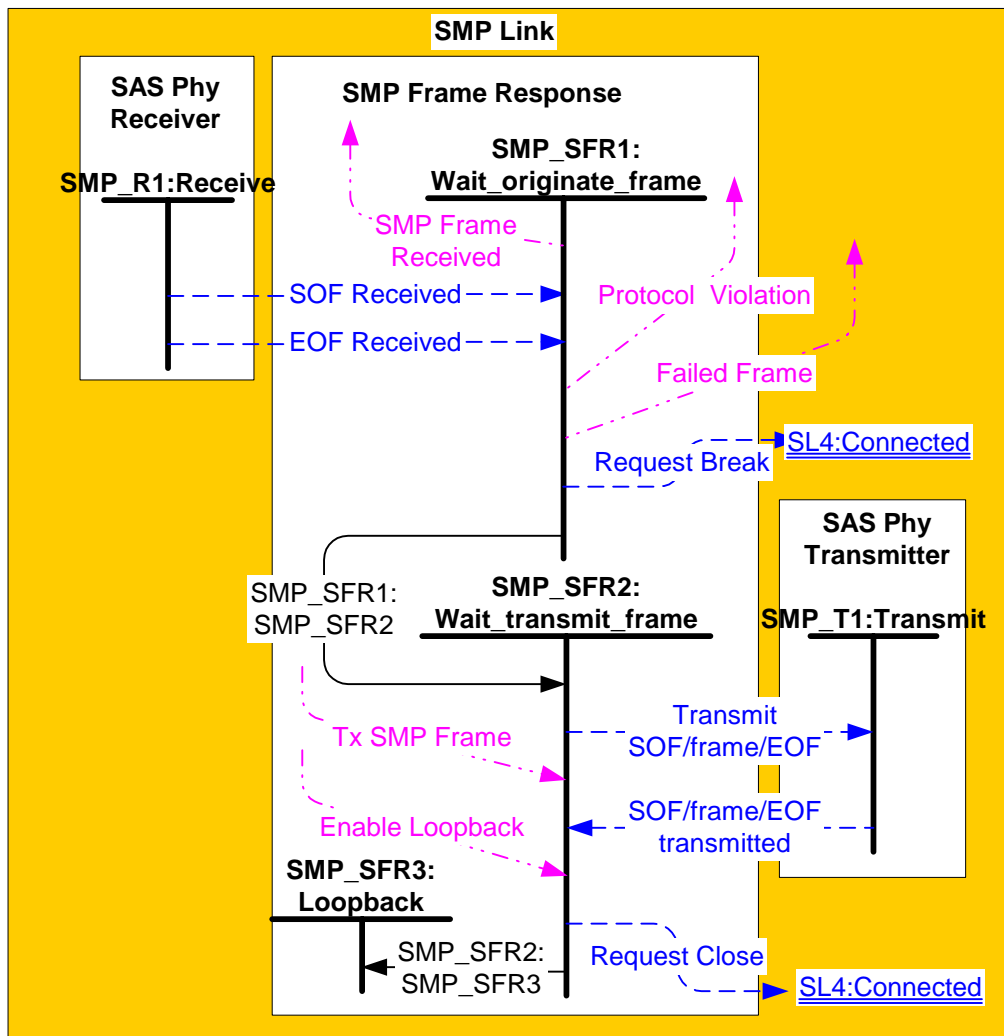 SMP Link
SAS Phy
Receiver
SMP_R1:Receive
SMP Frame Response
SMP_SFR1:
Wait_originate_frame
SMP Frame
Received
SOF Received
EOF Received
Protocol  Violation
Failed Frame
Request Break
SL4:Connected
SAS Phy
Transmitter
SMP_T1:Transmit
SMP_SFR1:
SMP_SFR2
SMP_SFR2:
Wait_transmit_frame
Transmit
SOF/frame/EOF
Tx SMP Frame
SOF/frame/EOF
transmitted
Enable Loopback
SMP_SFR3:
Loopback
SMP_SFR2:
SMP_SFR3
Request Close
SL4:Connected